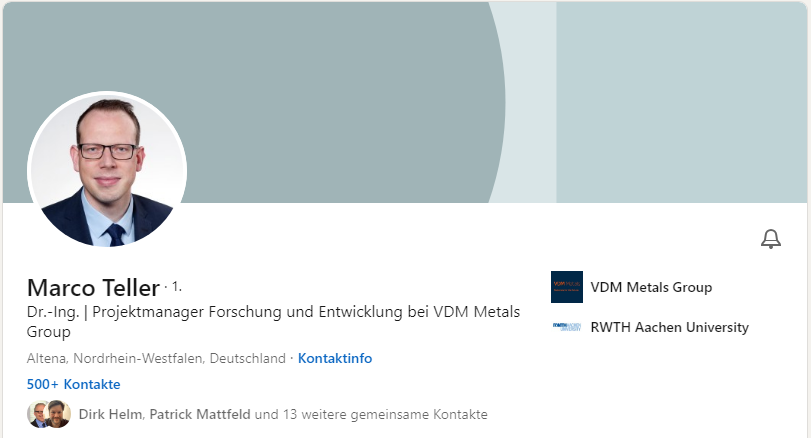 Marco Teller · 1.
Dr.-Ing. | Projektmanager Forschung und Entwicklung bei VDM Metals
Group
Altena, Nordrhein-Westfalen, Deutschland · Kontaktinfo
500+ Kontakte
Dirk Helm, Patrick Mattfeld und 13 weitere gemeinsame Kontakte
VDM Metals Group
RWTH Aachen University